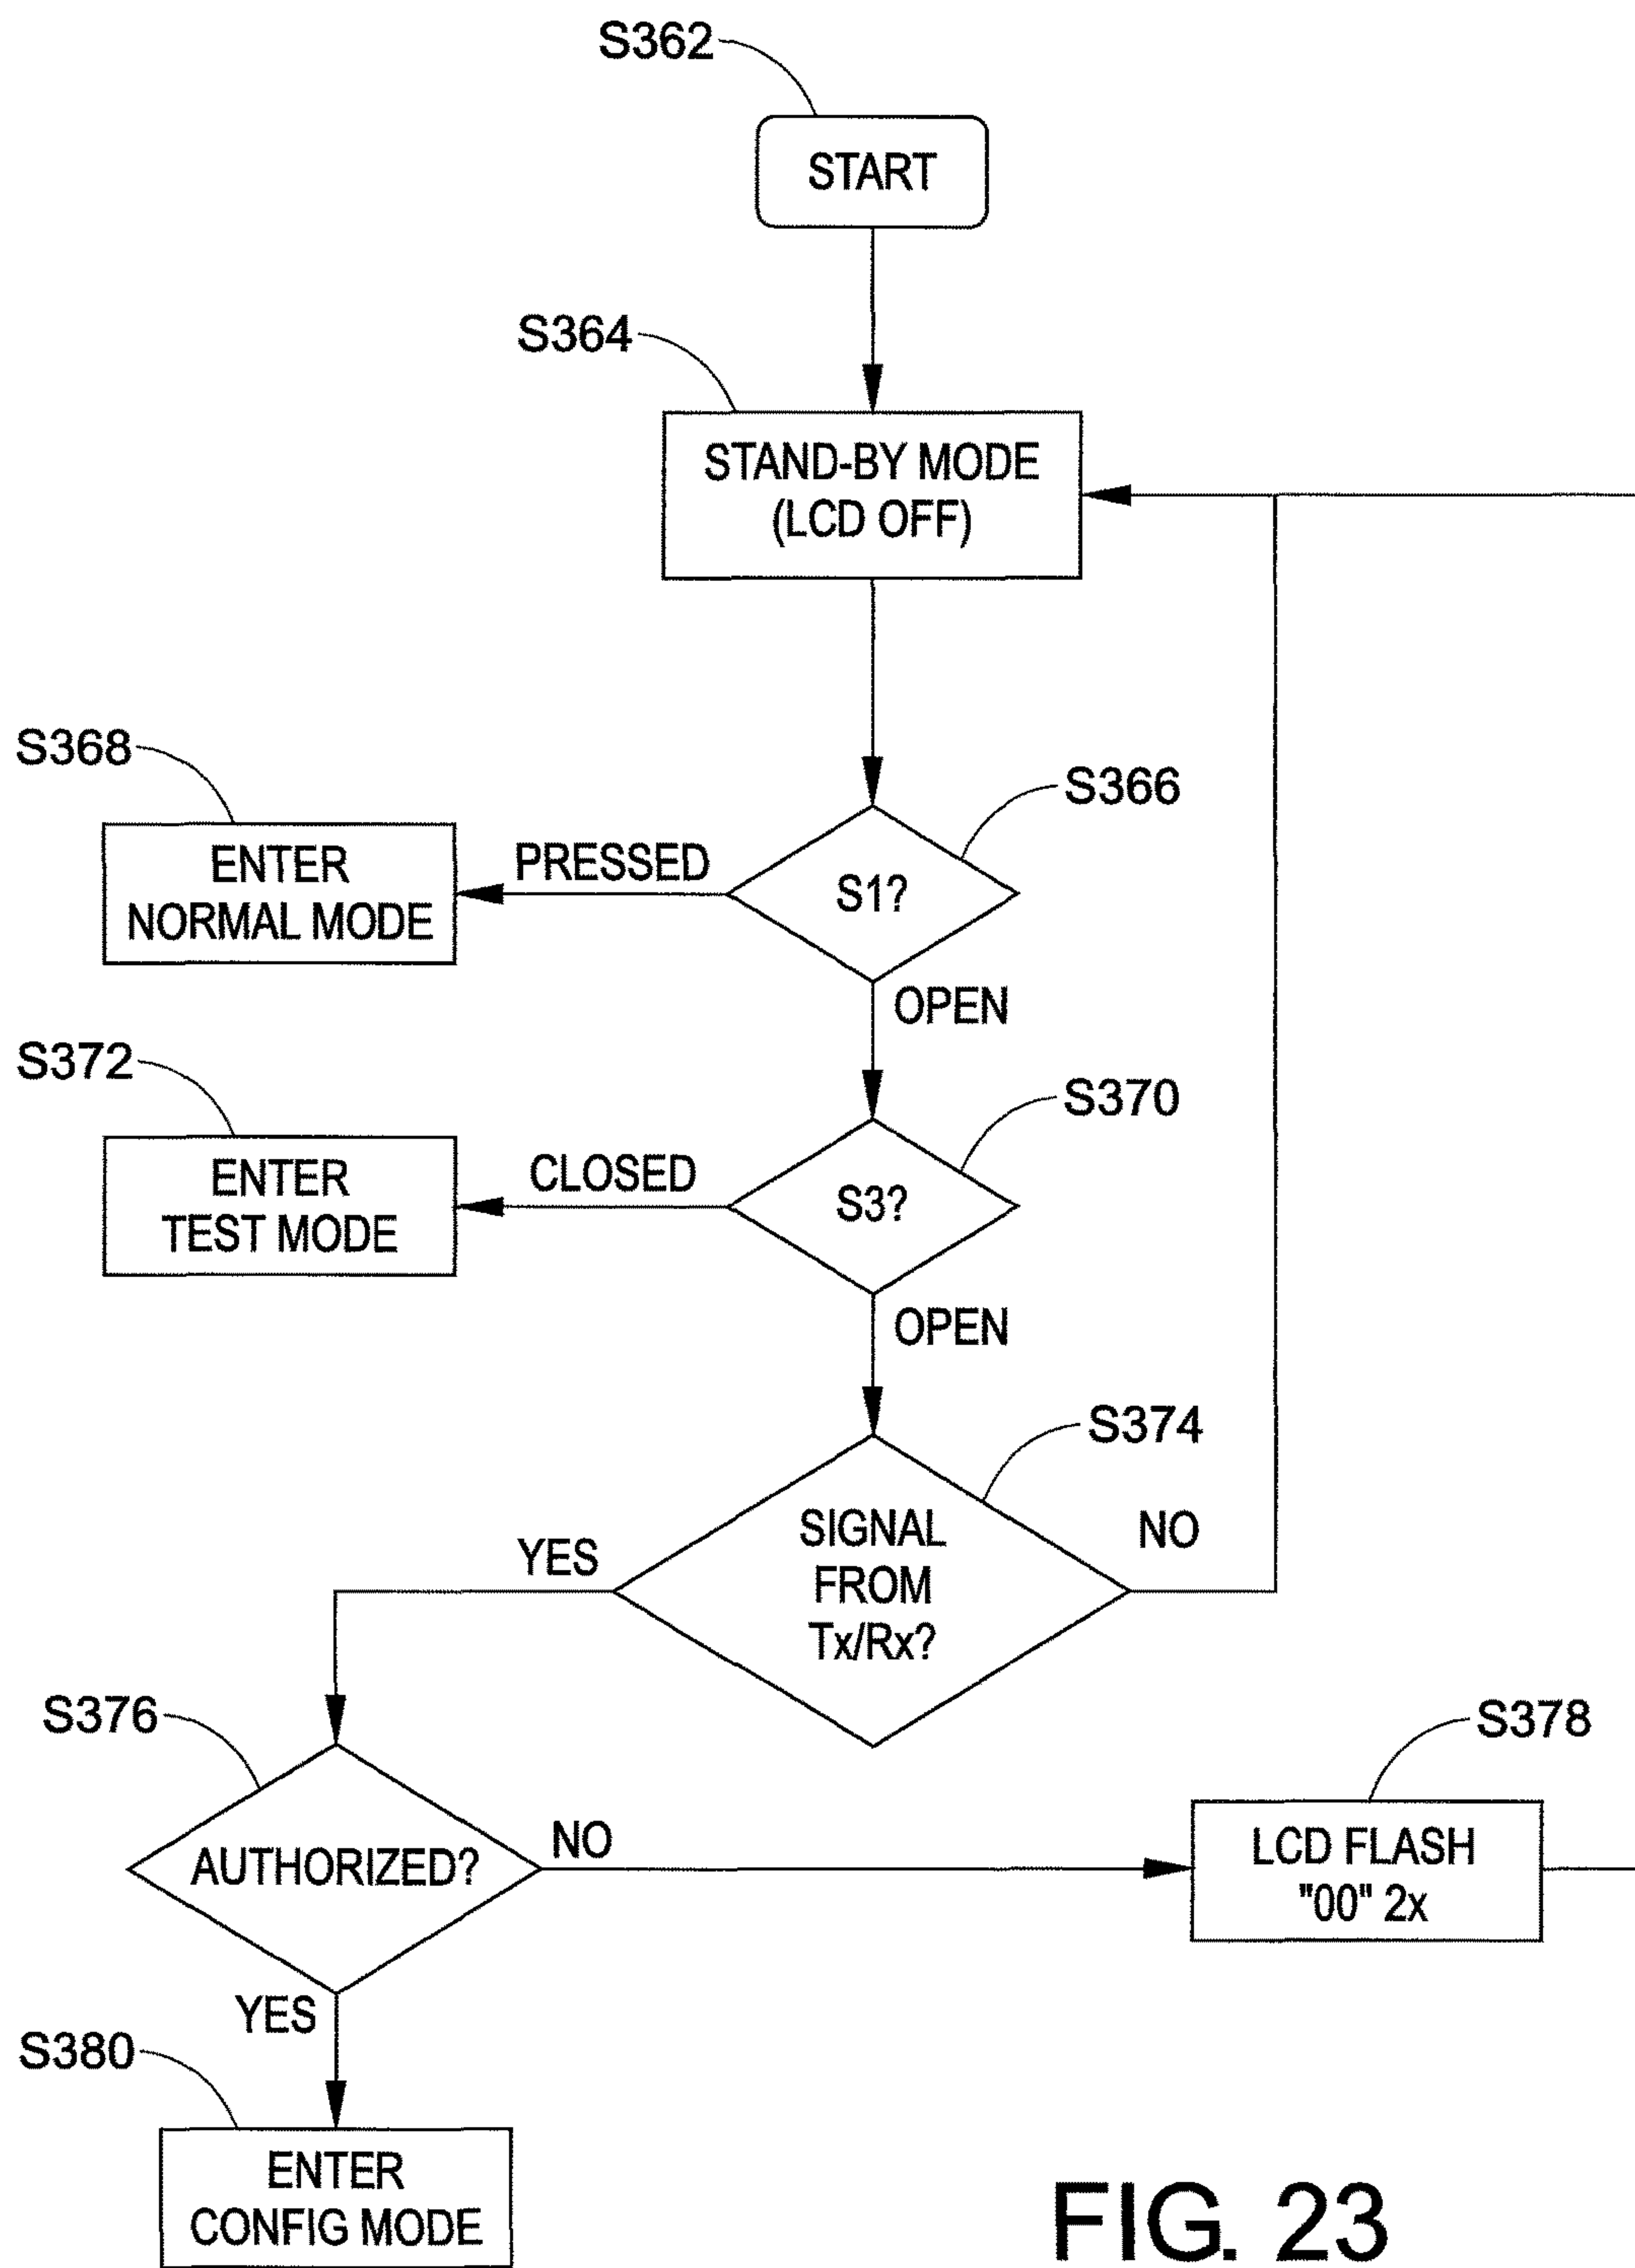 S362
START
S364
STAND-BY MODE
(LCD OFF)
S368
S366
ENTER
NORMAL MODE
PRESSED
S1?
OPEN
S372
S370
ENTER
TEST MODE
CLOSED
S3?
OPEN
S374
YES
SIGNAL
FROM
Tx/Rx?
NO
S376
S378
AUTHORIZED?
NO
LCD FLASH
"00" 2x
YES
S380
ENTER
CONFIG MODE
FIG. 23